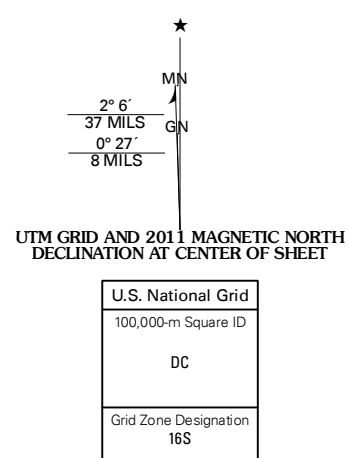 ★
MN
2° 6´
37 MILS
GN
0° 27´
8 MILS
UTM GRID AND 2011 MAGNETIC NORTH
DECLINATION AT CENTER OF SHEET
U.S. National Grid
100,000-m Square ID
DC
Grid Zone Designation
16S